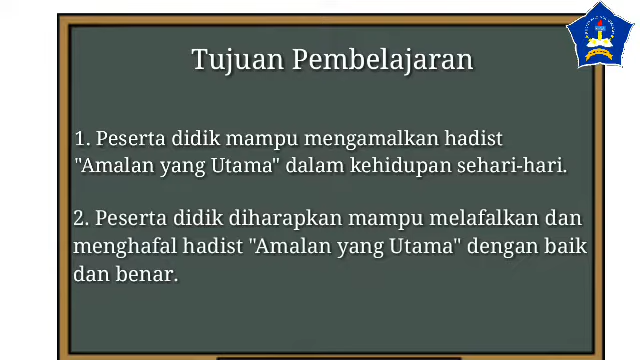 Tujuan Pembelajaran
1. Peserta didik mampu mengamalkan hadist
"Amalan yang Utama" dalam kehidupan sehari-hari.
2. Peserta didik diharapkan mampu melafalkan dan
menghafal hadist "Amalan yang Utama" dengan baik
dan benar.